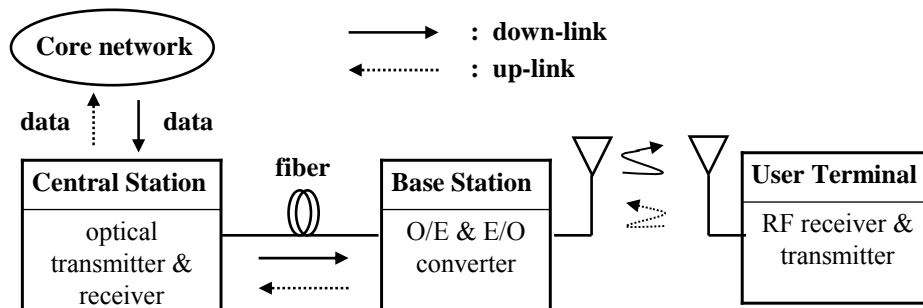 Core network
: down-link
: up-link
data
data
fiber
Central Station
optical
transmitter &
receiver
Base Station
O/E & E/O
converter
User Terminal
RF receiver &
transmitter